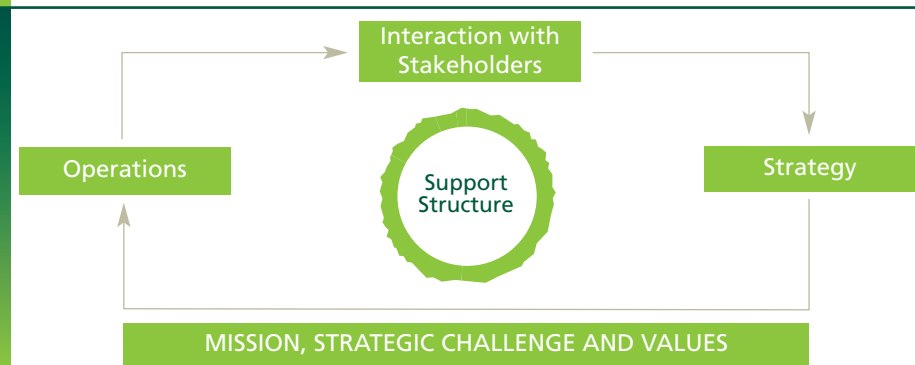 Interaction with
Stakeholders
Operations
Strategy
Support
Structure
MISSION, STRATEGIC CHALLENGE AND VALUES